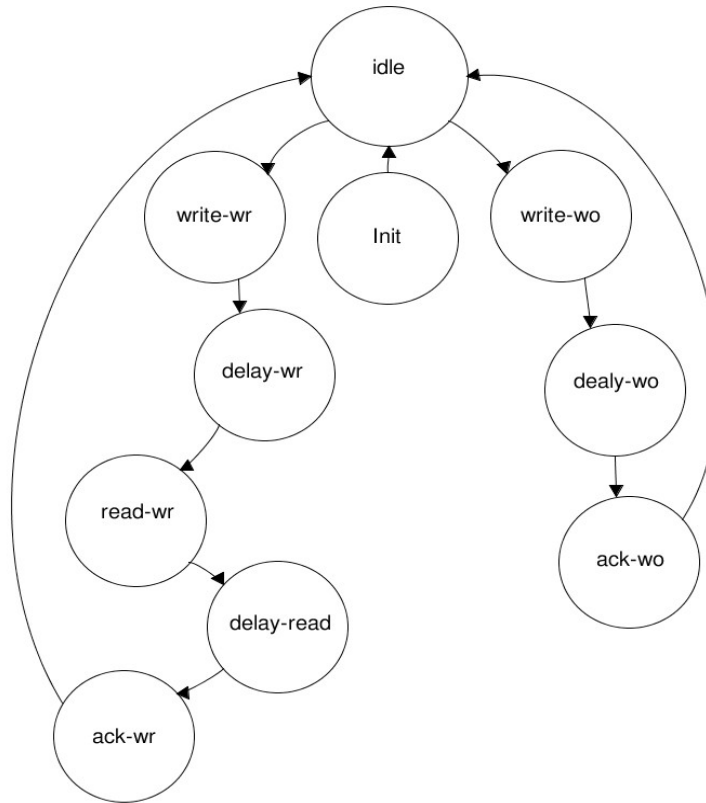 idle
write-wr
Init
write-wo
delay-wr
dealy-wo
read-wr
ack-wo
delay-read
ack-wr